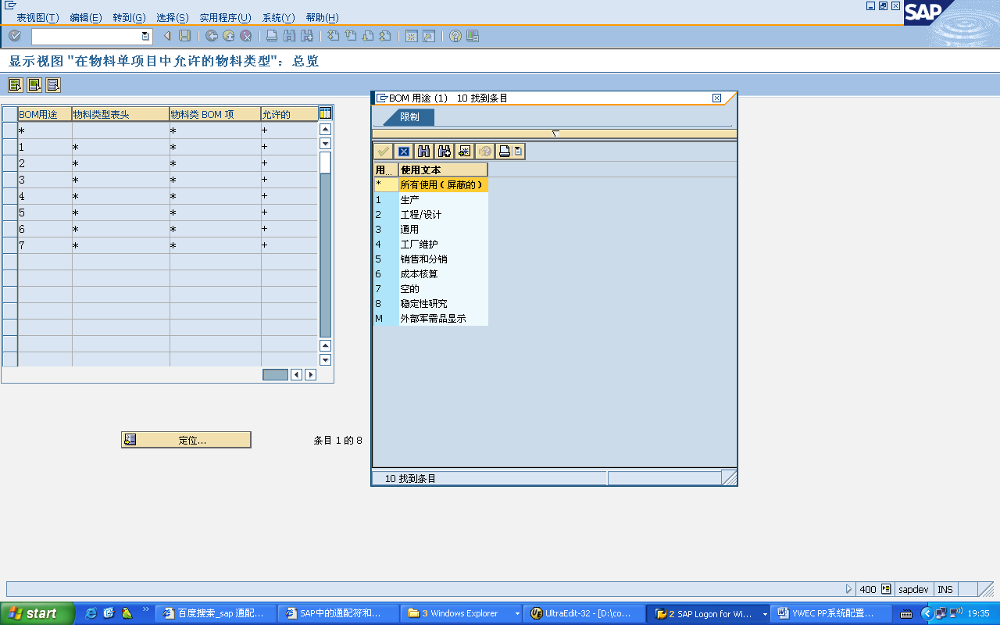 表视图(T) 编辑(E) 转到(G) 选择(S) 实用程序(U) 系统(Y) 帮助(H)
SAP
显示视图 "在物料单项目中允许的物料类型": 总览
BOM用途 物料类型表头 物料类 BOM 项 允许的
* * +
1 * * +
2 * * +
3 * * +
4 * * +
5 * * +
6 * * +
7 * * +
定位... 条目 1 的 8
BOM 用途 (1) 10 找到条目
限制
用... 使用文本
* 所有使用(屏蔽的)
1 生产
2 工程/设计
3 通用
4 工厂维护
5 销售和分销
6 成本核算
7 空的
8 稳定性研究
M 外部军需品显示
10 找到条目
400 sapdev INS
start 百度搜索_sap 通配... SAP中的通配符和... 3 Windows Explorer UltraEdit-32 - [D:\co... 2 SAP Logon for Wi... YWEC PP系统配置... 19:35